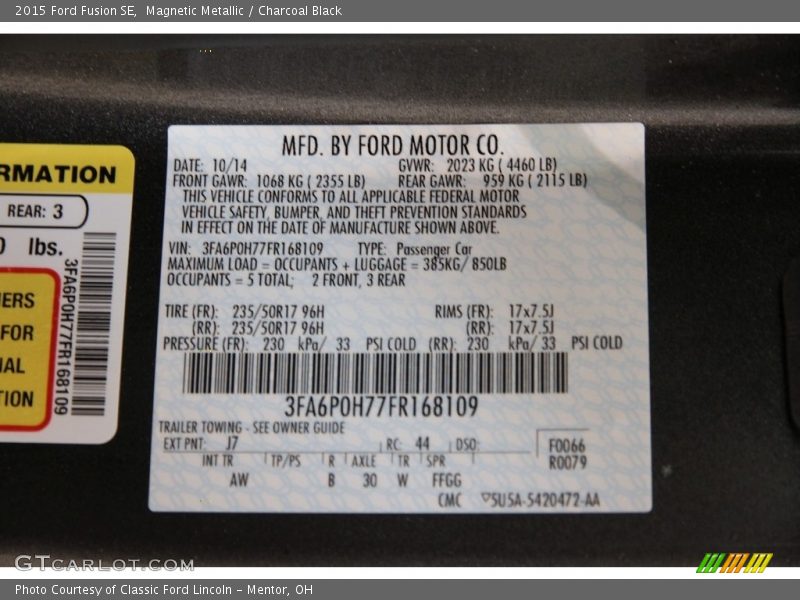 2015 Ford Fusion SE, Magnetic Metallic / Charcoal Black
RMATION
REAR: 3
0 lbs.
IERS
FOR
IAL
TION
3FA6P0H77FR168109
MFD. BY FORD MOTOR CO.
DATE: 10/14 GVWR: 2023 KG ( 4460 LB)
FRONT GAWR: 1068 KG ( 2355 LB) REAR GAWR: 959 KG ( 2115 LB)
THIS VEHICLE CONFORMS TO ALL APPLICABLE FEDERAL MOTOR
VEHICLE SAFETY, BUMPER, AND THEFT PREVENTION STANDARDS
IN EFFECT ON THE DATE OF MANUFACTURE SHOWN ABOVE.
VIN: 3FA6P0H77FR168109 TYPE: Passenger Car
MAXIMUM LOAD = OCCUPANTS + LUGGAGE = 385KG/ 850LB
OCCUPANTS = 5 TOTAL; 2 FRONT, 3 REAR
TIRE (FR): 235/50R17 96H RIMS (FR): 17x7.5J
(RR): 235/50R17 96H (RR): 17x7.5J
PRESSURE (FR): 230 kPa/ 33 PSI COLD (RR): 230 kPa/ 33 PSI COLD
3FA6P0H77FR168109
TRAILER TOWING - SEE OWNER GUIDE
EXT PNT: J7 RC: 44 DSO: F0066
INT TR TP/PS R AXLE TR SPR R0079
AW B 30 W FFGG
CMC 5U5A-5420472-AA
GTCARLOT.COM
Photo Courtesy of Classic Ford Lincoln - Mentor, OH